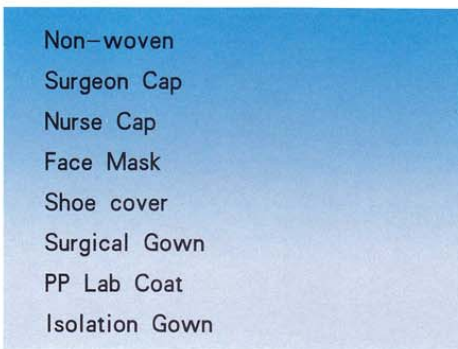 Non-woven
Surgeon Cap
Nurse Cap
Face Mask
Shoe cover
Surgical Gown
PP Lab Coat
Isolation Gown